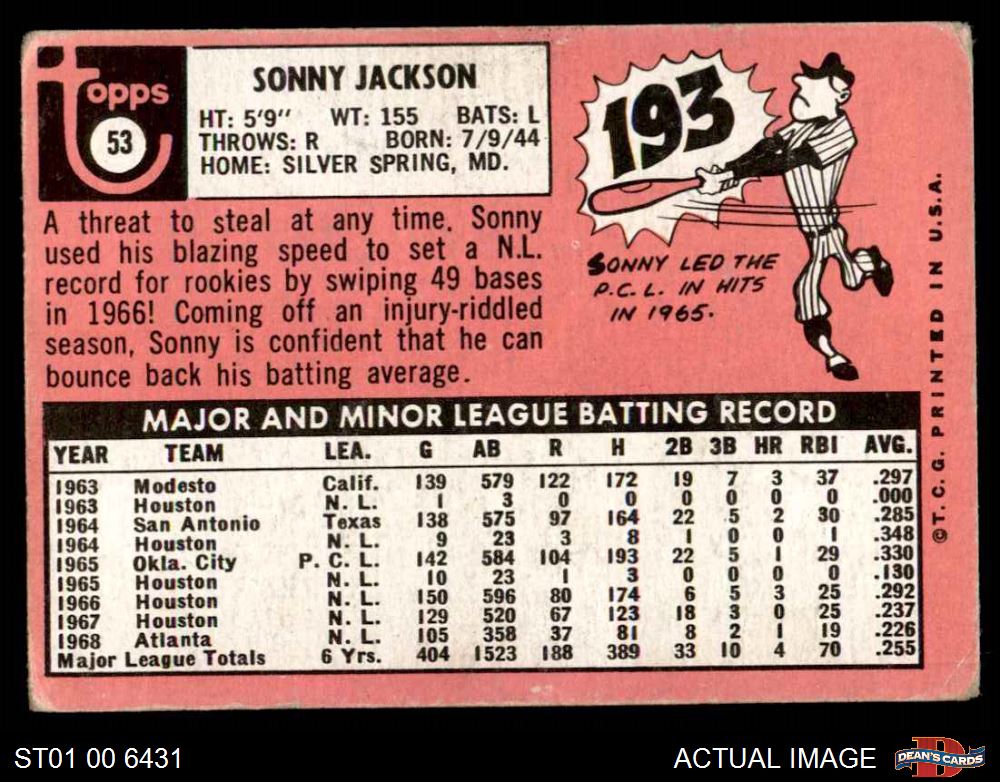 Topps
53
SONNY JACKSON
HT: 5'9" WT: 155 BATS: L
THROWS: R BORN: 7/9/44
HOME: SILVER SPRING, MD.
A threat to steal at any time, Sonny
used his blazing speed to set a N.L.
record for rookies by swiping 49 bases
in 1966! Coming off an injury-riddled
season, Sonny is confident that he can
bounce back his batting average.
193
SONNY LED THE
P.C.L. IN HITS
IN 1965.
©T.C.G. PRINTED IN U.S.A.
MAJOR AND MINOR LEAGUE BATTING RECORD
YEAR TEAM LEA. G AB R H 2B 3B HR RBI AVG.
1963 Modesto Calif. 139 579 122 172 19 7 3 37 .297
1963 Houston N. L. 1 3 0 0 0 0 0 0 .000
1964 San Antonio Texas 138 575 97 164 22 5 2 30 .285
1964 Houston N. L. 9 23 3 8 1 0 0 1 .348
1965 Okla. City P. C. L. 142 584 104 193 22 5 1 29 .330
1965 Houston N. L. 10 23 1 3 0 0 0 0 .130
1966 Houston N. L. 150 596 80 174 6 5 3 25 .292
1967 Houston N. L. 129 520 67 123 18 3 0 25 .237
1968 Atlanta N. L. 105 358 37 81 8 2 1 19 .226
Major League Totals 6 Yrs. 404 1523 188 389 33 10 4 70 .255
ST01 00 6431
ACTUAL IMAGE
D
DEAN'S CARDS